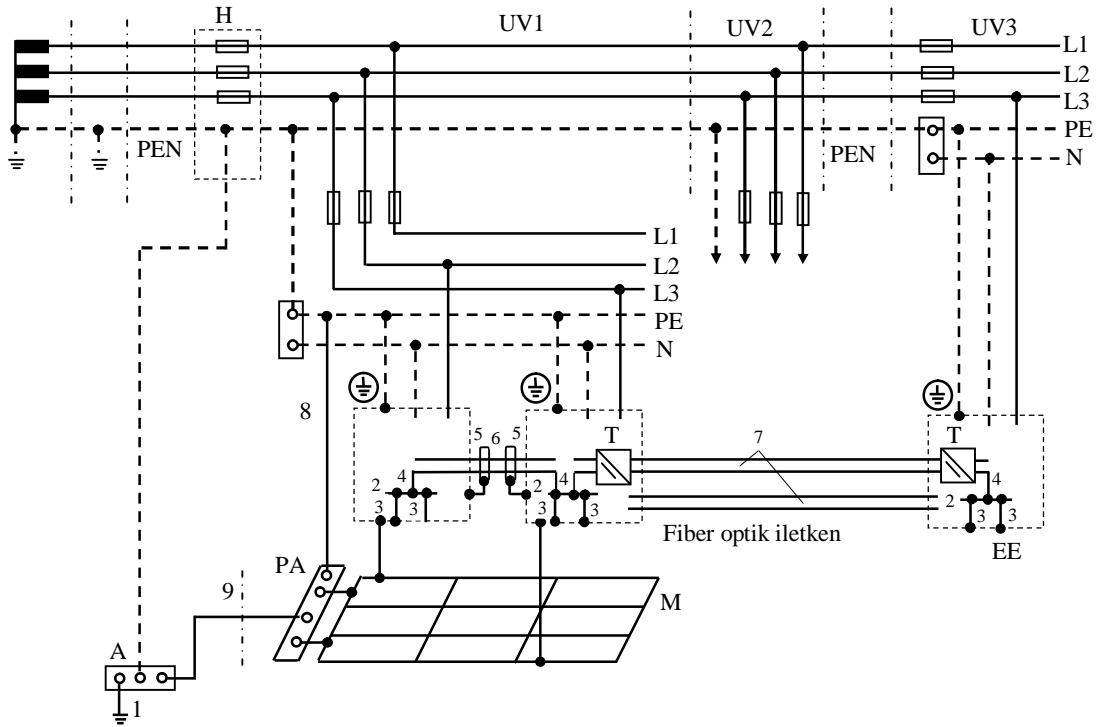 H UV1 UV2 UV3
L1
L2
L3
PEN PE
PEN N
L1
L2
L3
PE
N
8 5 6 5 T 7 T
2 4 2 4 4
3 3 3 3 2 3 3
Fiber optik iletken EE
PA
9 M
A
1